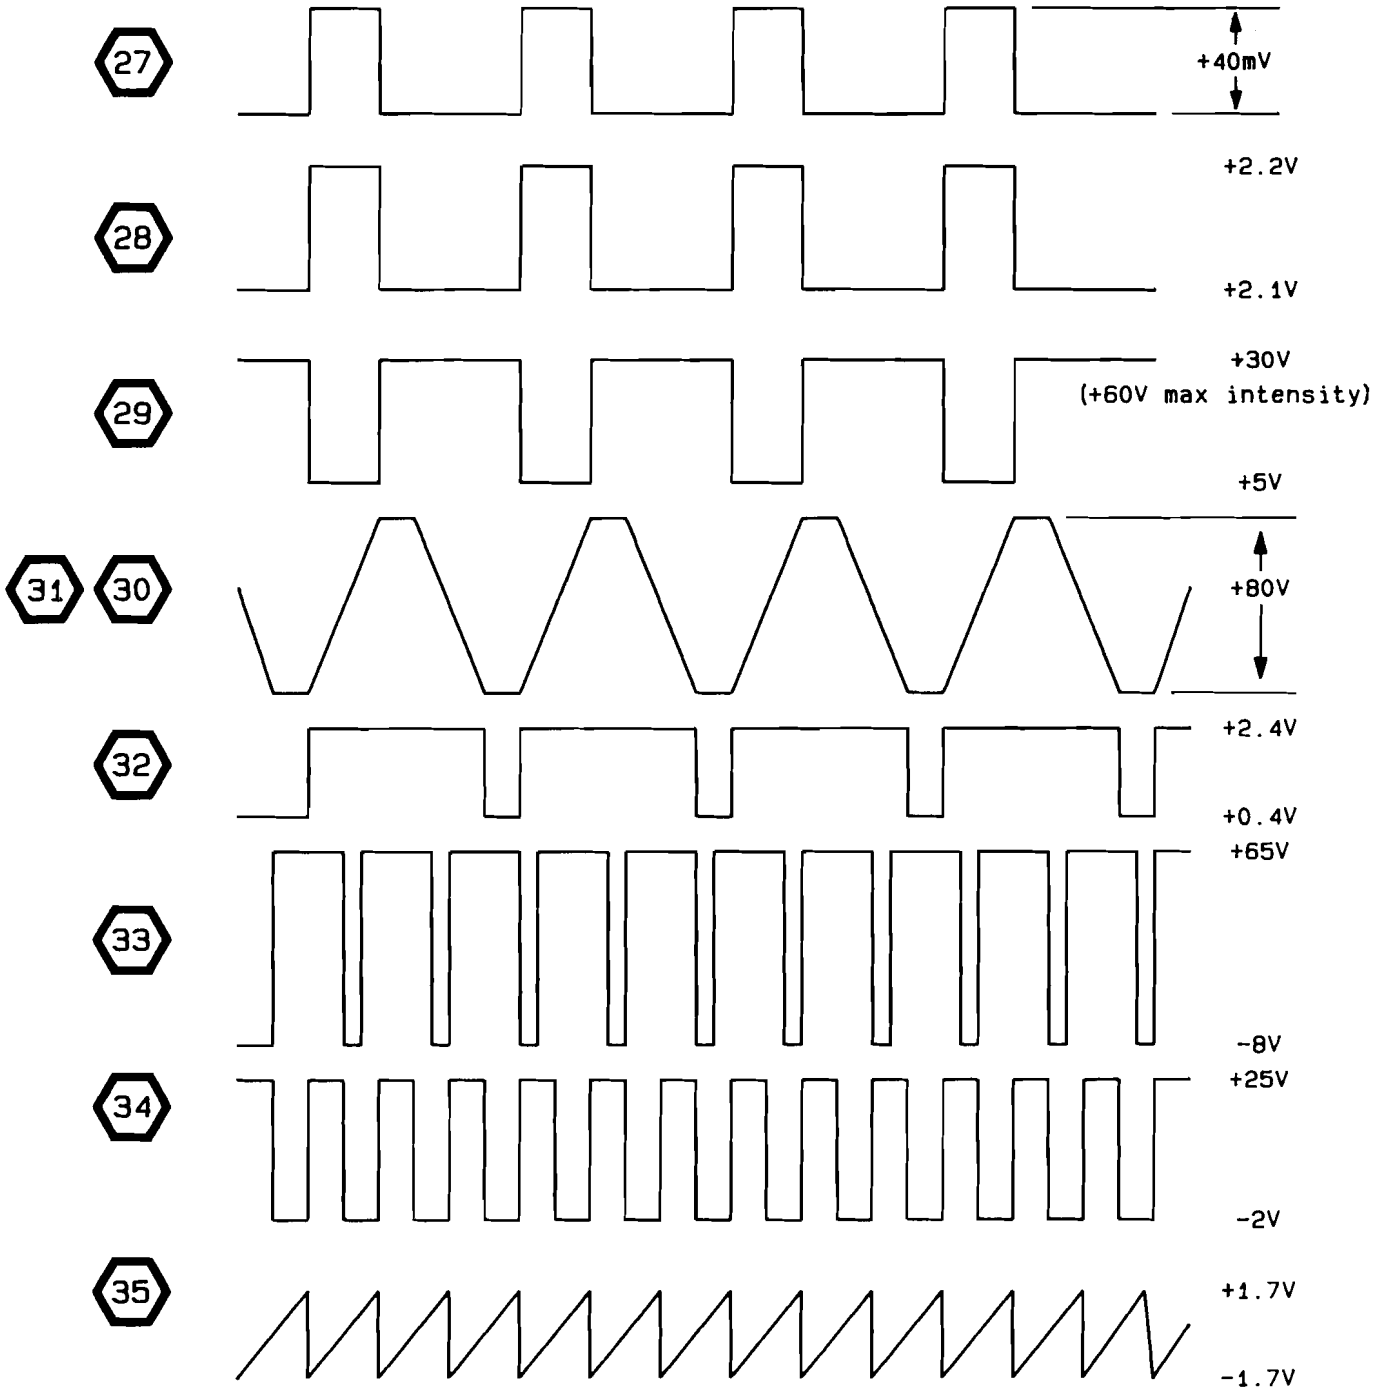 27
+40mV
+2.2V
28
+2.1V
+30V
(+60V max intensity)
29
+5V
31 30
+80V
+2.4V
32
+0.4V
+65V
33
-8V
+25V
34
-2V
35
+1.7V
-1.7V